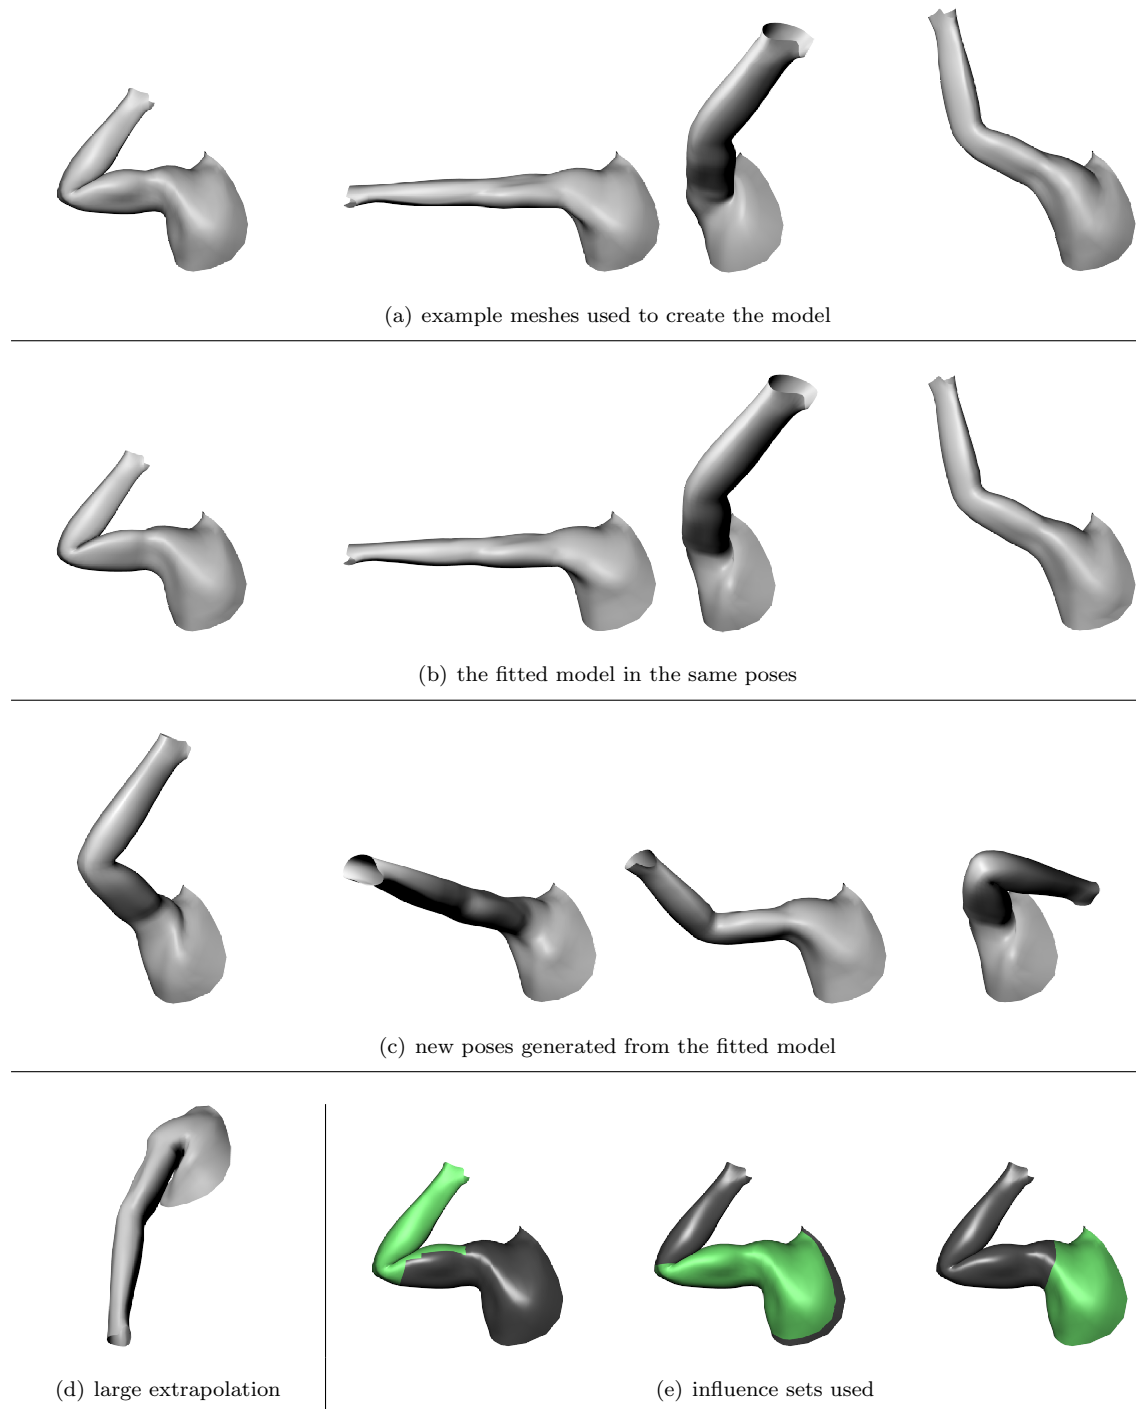 (a) example meshes used to create the model
(b) the fitted model in the same poses
(c) new poses generated from the fitted model
(d) large extrapolation
(e) influence sets used